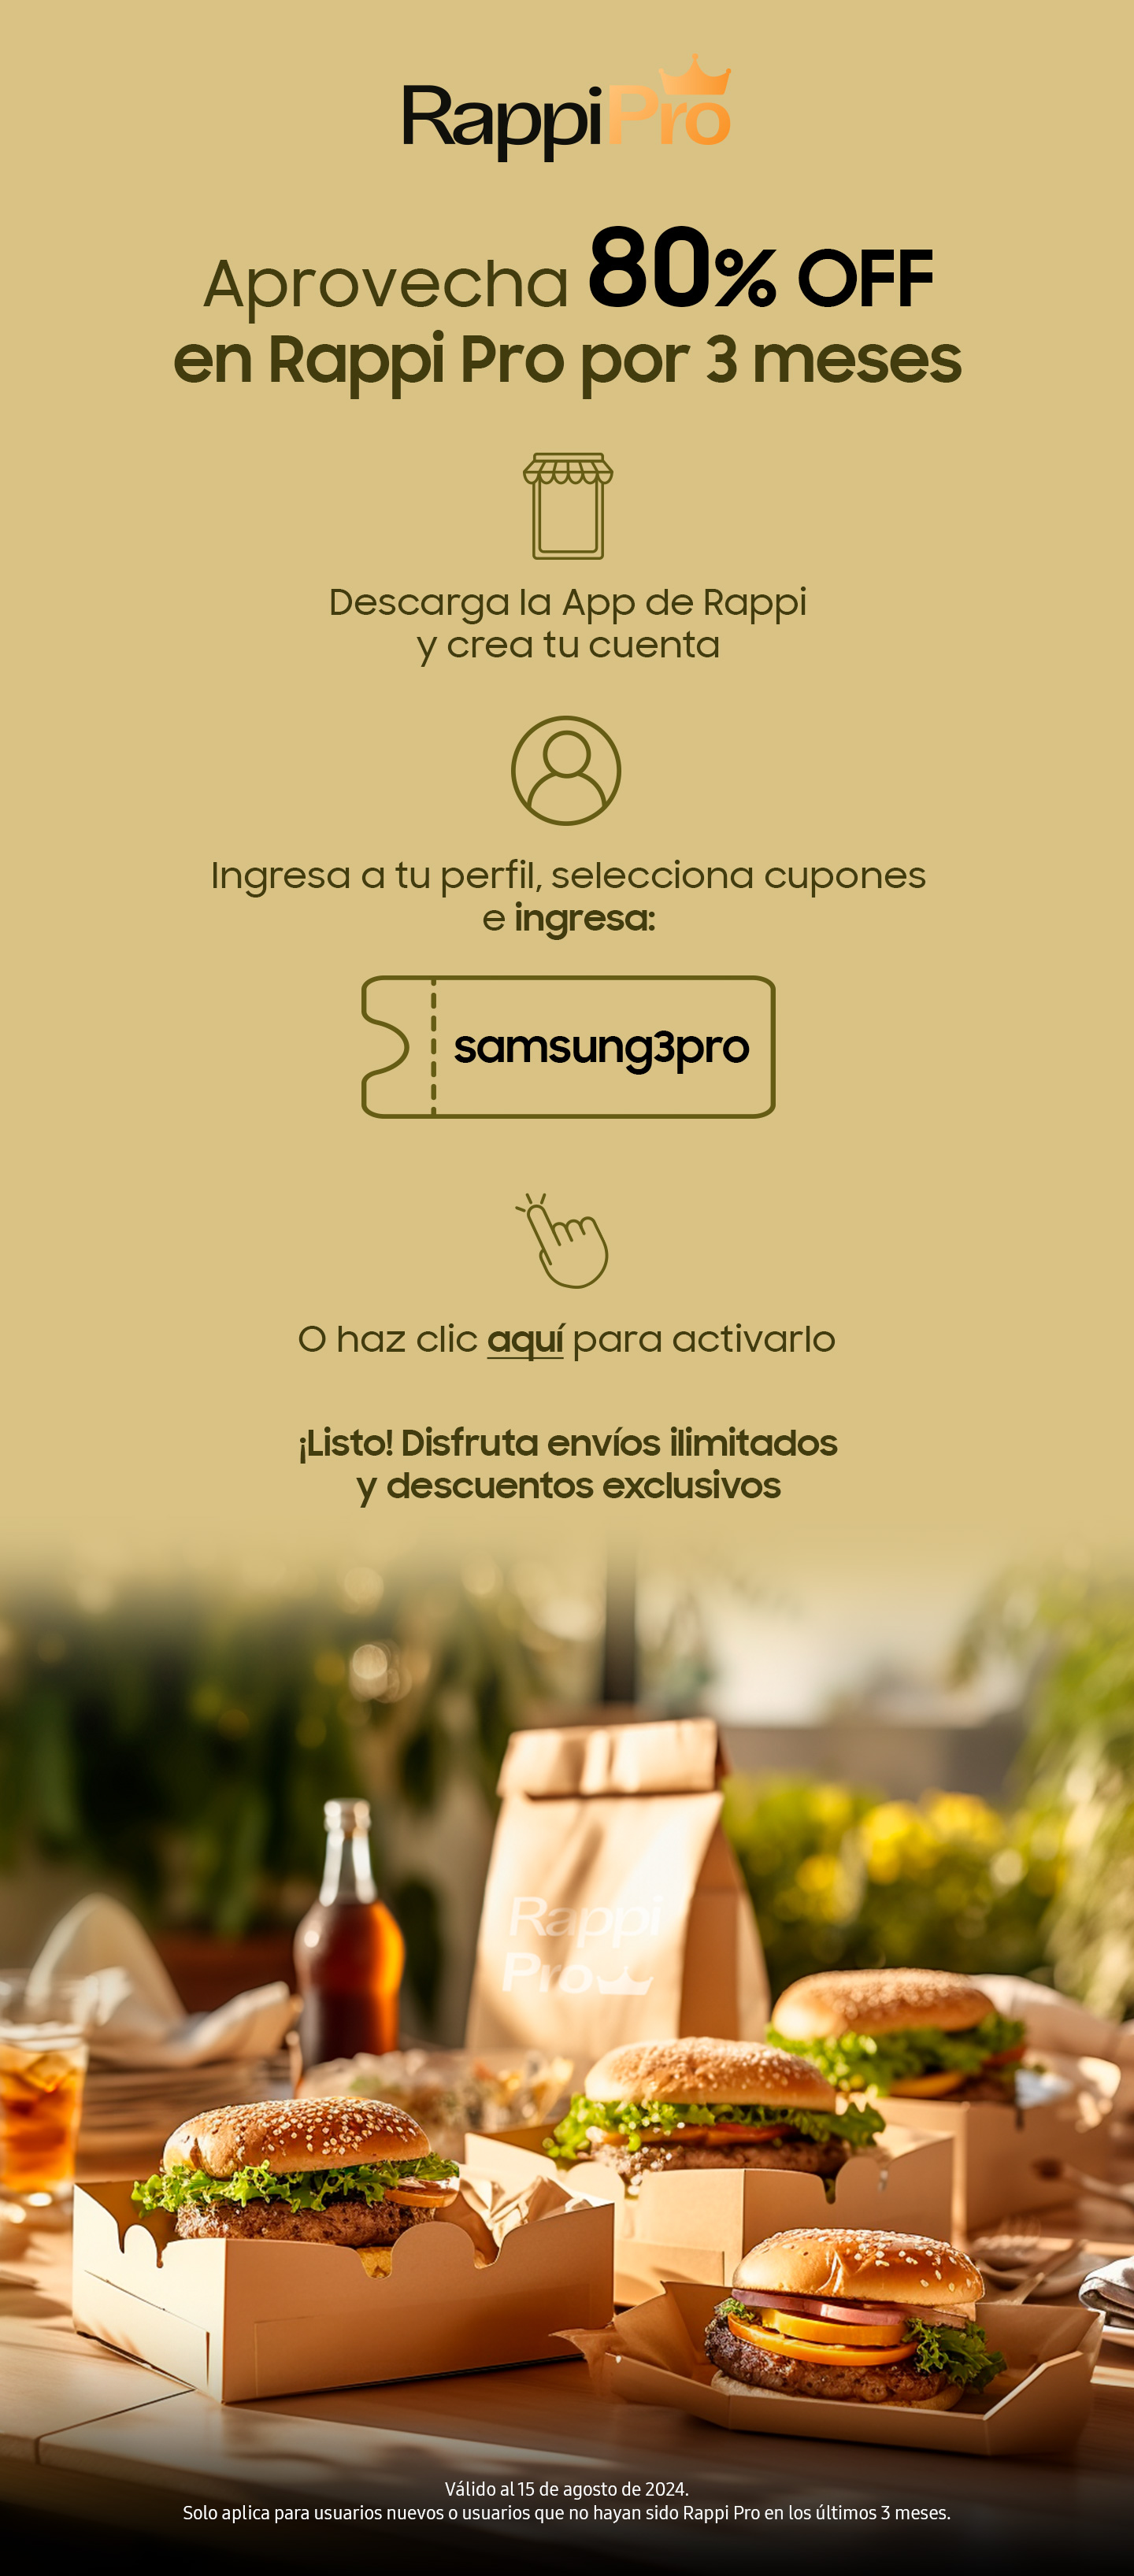 RappiPro
Aprovecha 80% OFF
en Rappi Pro por 3 meses
Descarga la App de Rappi
y crea tu cuenta
Ingresa a tu perfil, selecciona cupones
e ingresa:
samsung3pro
O haz clic aquí para activarlo
¡Listo! Disfruta envíos ilimitados
y descuentos exclusivos
Rappi
Pro
Válido al 15 de agosto de 2024.
Solo aplica para usuarios nuevos o usuarios que no hayan sido Rappi Pro en los últimos 3 meses.